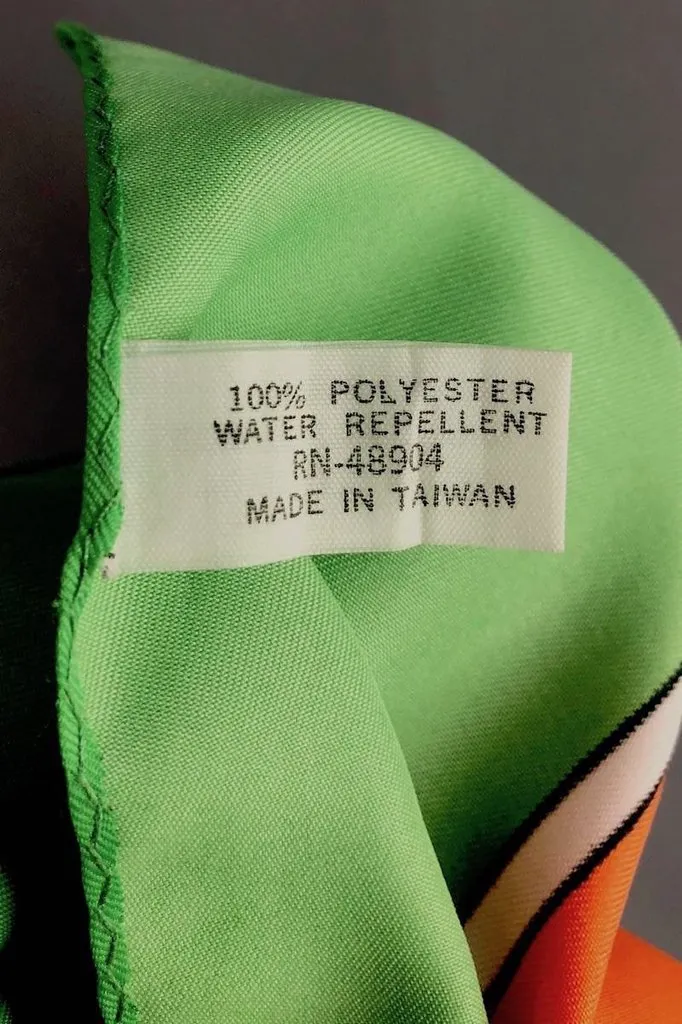 100% POLYESTER
WATER REPELLENT
RN-48904
MADE IN TAIWAN